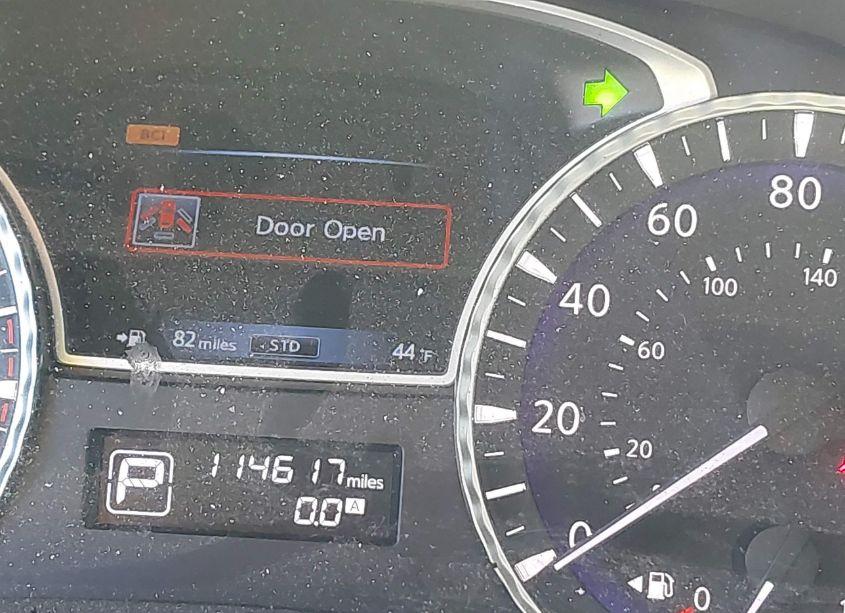 BCI
Door Open
82 miles STD 44 °F
P 114617 miles
0.0 A
0 20 40 60 80
20 60 100 140
0